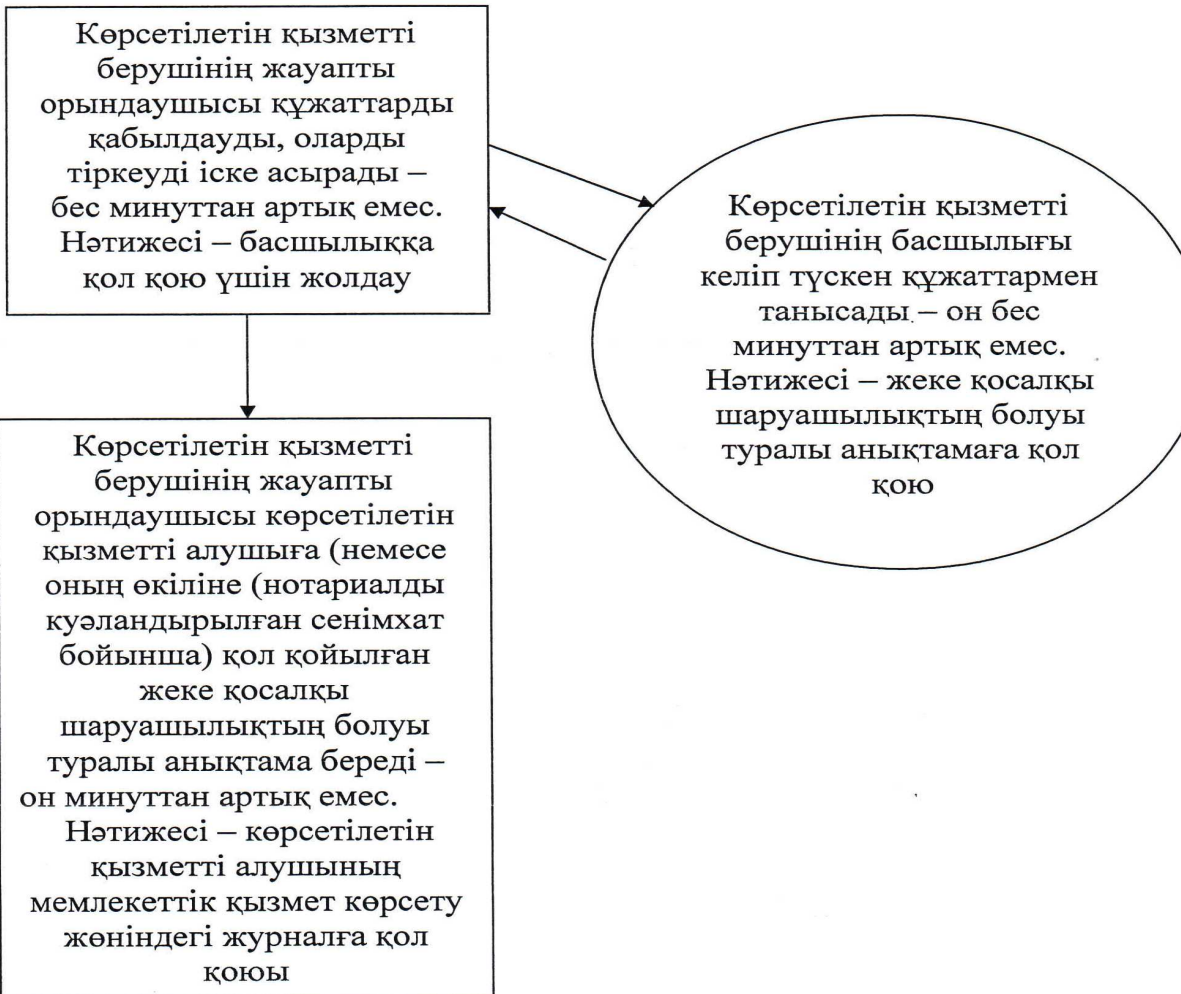 Көрсетілетін қызметті
берушінің жауапты
орындаушысы құжаттарды
қабылдауды, оларды
тіркеуді іске асырады –
бес минуттан артық емес.
Нәтижесі – басшылыққа
қол қою үшін жолдау
Көрсетілетін қызметті
берушінің басшылығы
келіп түскен құжаттармен
танысады – он бес
минуттан артық емес.
Нәтижесі – жеке қосалқы
шаруашылықтың болуы
туралы анықтамаға қол
қою
Көрсетілетін қызметті
берушінің жауапты
орындаушысы көрсетілетін
қызметті алушыға (немесе
оның өкіліне (нотариалды
куәландырылған сенімхат
бойынша) қол қойылған
жеке қосалқы
шаруашылықтың болуы
туралы анықтама береді –
он минуттан артық емес.
Нәтижесі – көрсетілетін
қызметті алушының
мемлекеттік қызмет көрсету
жөніндегі журналға қол
қоюы